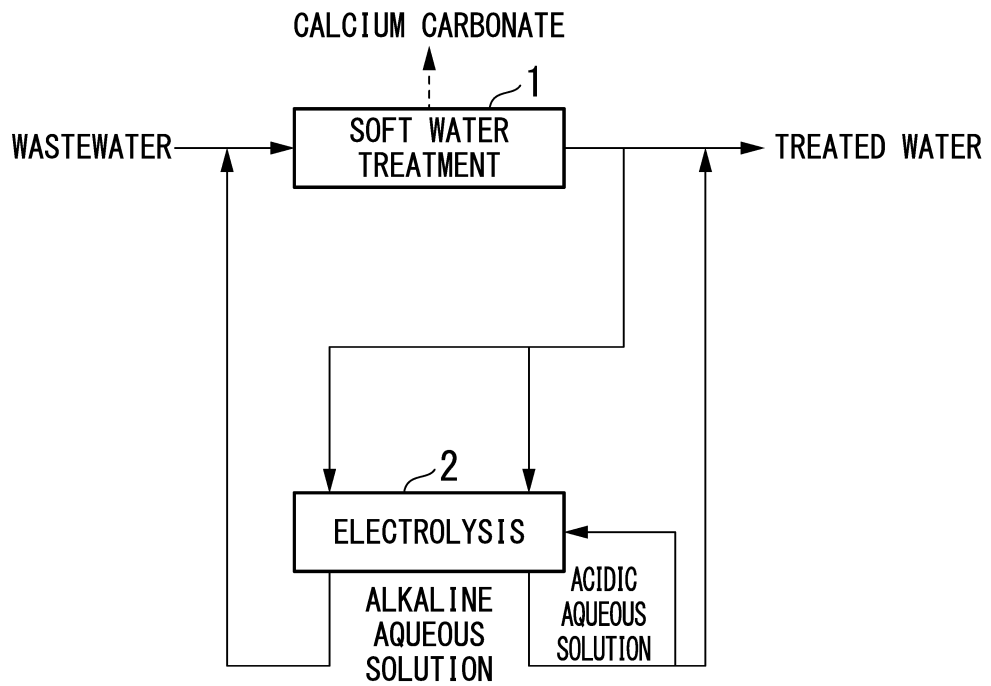 CALCIUM CARBONATE
1
WASTEWATER
SOFT WATER
TREATMENT
TREATED WATER
2
ELECTROLYSIS
ALKALINE
AQUEOUS
SOLUTION
ACIDIC
AQUEOUS
SOLUTION